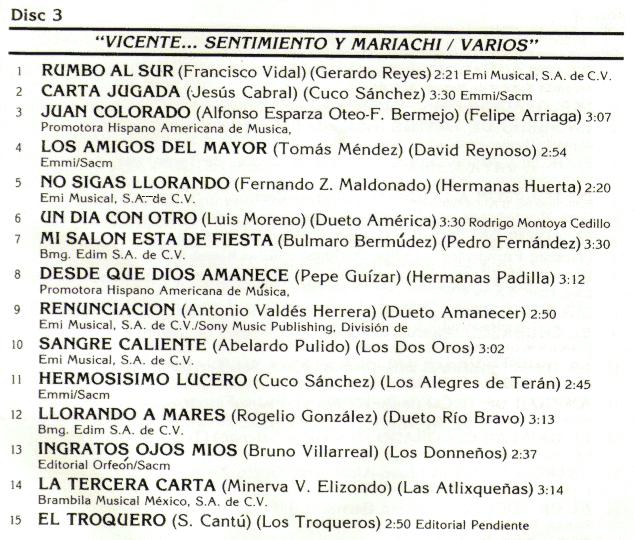 Disc 3
"VICENTE... SENTIMIENTO Y MARIACHI / VARIOS"
1 RUMBO AL SUR (Francisco Vidal) (Gerardo Reyes) 2:21 Emi Musical, S.A. de C.V.
2 CARTA JUGADA (Jesús Cabral) (Cuco Sánchez) 3:30 Emmi/Sacm
3 JUAN COLORADO (Alfonso Esparza Oteo-F. Bermejo) (Felipe Arriaga) 3:07
Promotora Hispano Americana de Musica,
4 LOS AMIGOS DEL MAYOR (Tomás Méndez) (David Reynoso) 2:54
Emmi/Sacm
5 NO SIGAS LLORANDO (Fernando Z. Maldonado) (Hermanas Huerta) 2:20
Emi Musical, S.A. de C.V.
6 UN DIA CON OTRO (Luis Moreno) (Dueto América) 3:30 Rodrigo Montoya Cedillo
7 MI SALON ESTA DE FIESTA (Bulmaro Bermúdez) (Pedro Fernández) 3:30
Bmg. Edim S.A. de C.V.
8 DESDE QUE DIOS AMANECE (Pepe Guízar) (Hermanas Padilla) 3:12
Promotora Hispano Americana de Música,
9 RENUNCIACION (Antonio Valdés Herrera) (Dueto Amanecer) 2:50
Emi Musical, S.A. de C.V./Sony Music Publishing, División de
10 SANGRE CALIENTE (Abelardo Pulido) (Los Dos Oros) 3:02
Emi Musical, S.A. de C.V.
11 HERMOSISIMO LUCERO (Cuco Sánchez) (Los Alegres de Terán) 2:45
Emmi/Sacm
12 LLORANDO A MARES (Rogelio González) (Dueto Río Bravo) 3:13
Bmg. Edim S.A. de C.V.
13 INGRATOS OJOS MIOS (Bruno Villarreal) (Los Donneños) 2:37
Editorial Orfeón/Sacm
14 LA TERCERA CARTA (Minerva V. Elizondo) (Las Atlixqueñas) 3:14
Brambila Musical México, S.A. de C.V.
15 EL TROQUERO (S. Cantú) (Los Troqueros) 2:50 Editorial Pendiente